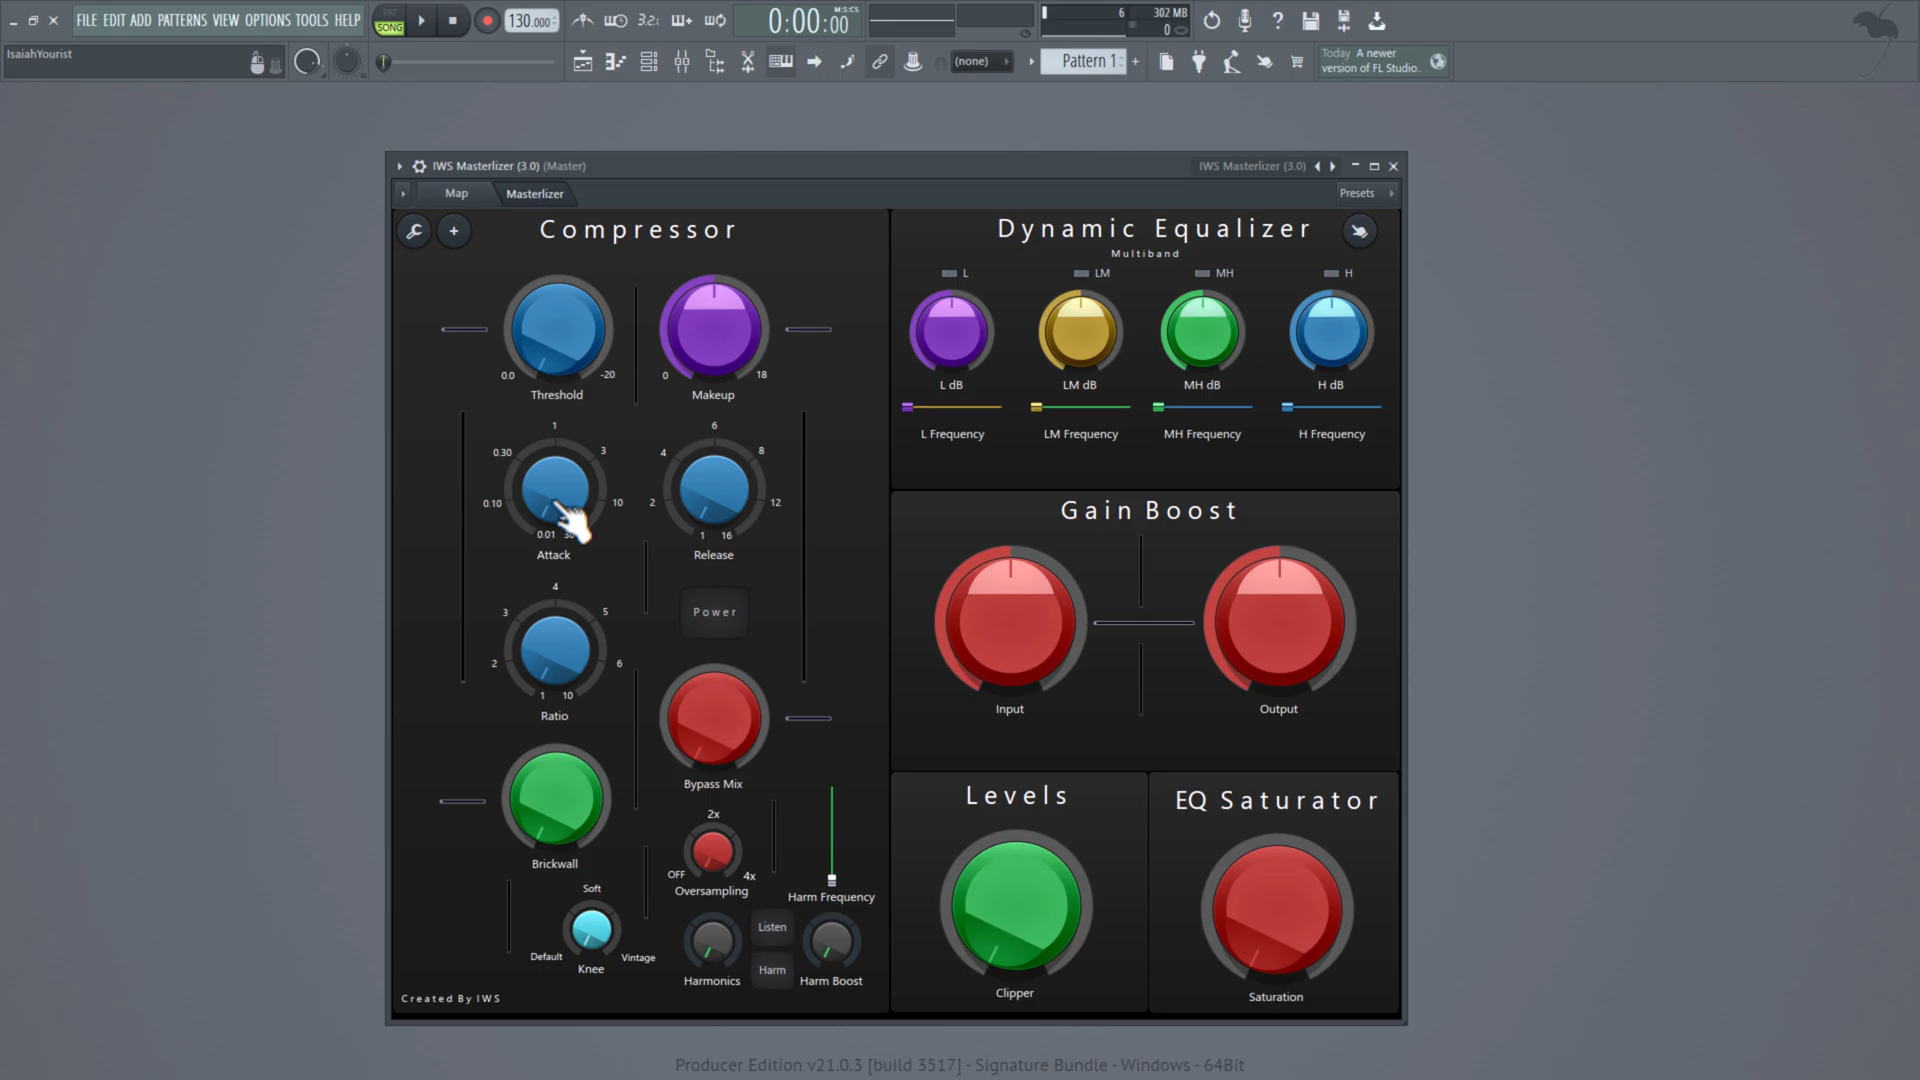 FILE EDIT ADD PATTERNS VIEW OPTIONS TOOLS HELP
PAT
SONG
130.000
3.2.
0:00:00
M:S:CS
6
302 MB
0
?
IsaiahYourist
(none)
Pattern 1
+
Today A newer
version of FL Studio..
IWS Masterlizer (3.0) (Master)
IWS Masterlizer (3.0)
Map
Masterlizer
Presets
+
Compressor
0.0
-20
Threshold
0
18
Makeup
1
0.30
3
0.10
10
0.01
Attack
6
4
8
2
12
1
16
Release
4
3
5
2
6
1
10
Ratio
Power
Bypass Mix
Brickwall
2x
OFF
4x
Oversampling
Harm Frequency
Soft
Default
Vintage
Knee
Harmonics
Listen
Harm
Harm Boost
Created By IWS
Dynamic Equalizer
Multiband
L
LM
MH
H
L dB
LM dB
MH dB
H dB
L Frequency
LM Frequency
MH Frequency
H Frequency
Gain Boost
Input
Output
Levels
Clipper
EQ Saturator
Saturation
Producer Edition v21.0.3 [build 3517] - Signature Bundle - Windows - 64Bit